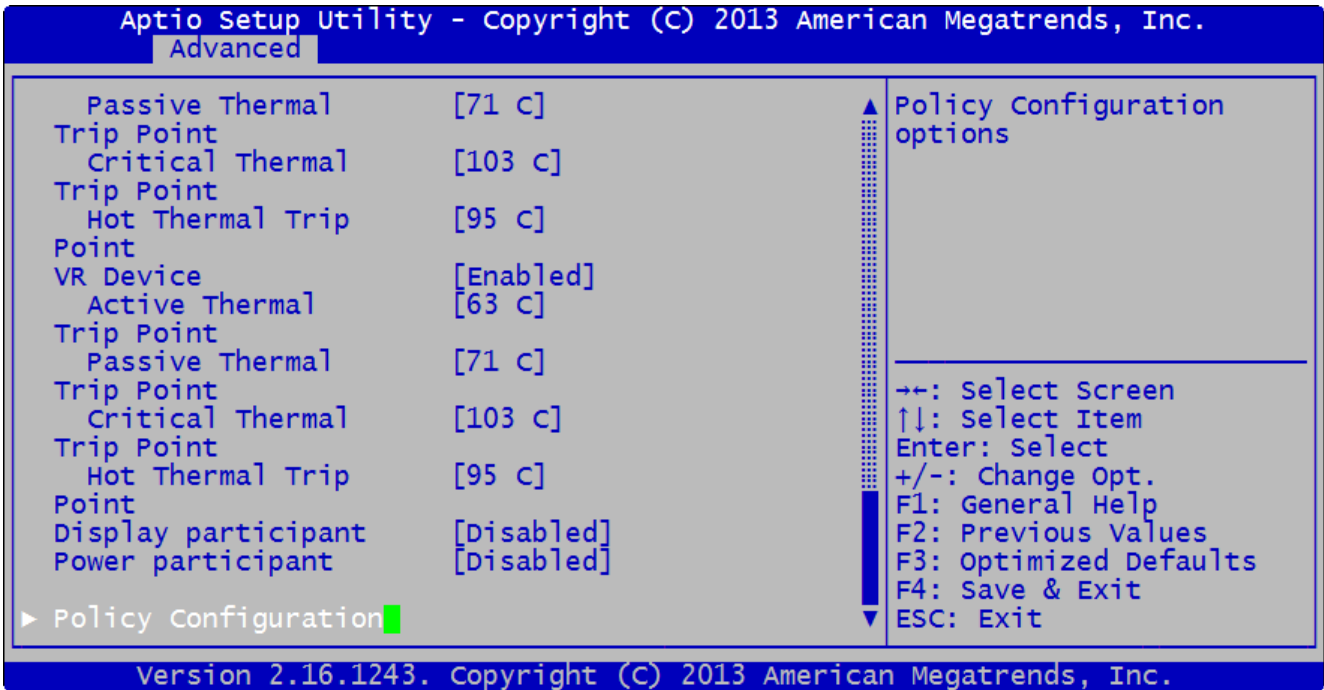 Aptio Setup Utility - Copyright (C) 2013 American Megatrends, Inc.
Advanced
Passive Thermal [71 C]
Trip Point
Critical Thermal [103 C]
Trip Point
Hot Thermal Trip [95 C]
Point
VR Device [Enabled]
Active Thermal [63 C]
Trip Point
Passive Thermal [71 C]
Trip Point
Critical Thermal [103 C]
Trip Point
Hot Thermal Trip [95 C]
Point
Display participant [Disabled]
Power participant [Disabled]
► Policy Configuration
Policy Configuration
options
→←: Select Screen
↑↓: Select Item
Enter: Select
+/-: Change Opt.
F1: General Help
F2: Previous Values
F3: Optimized Defaults
F4: Save & Exit
ESC: Exit
Version 2.16.1243. Copyright (C) 2013 American Megatrends, Inc.